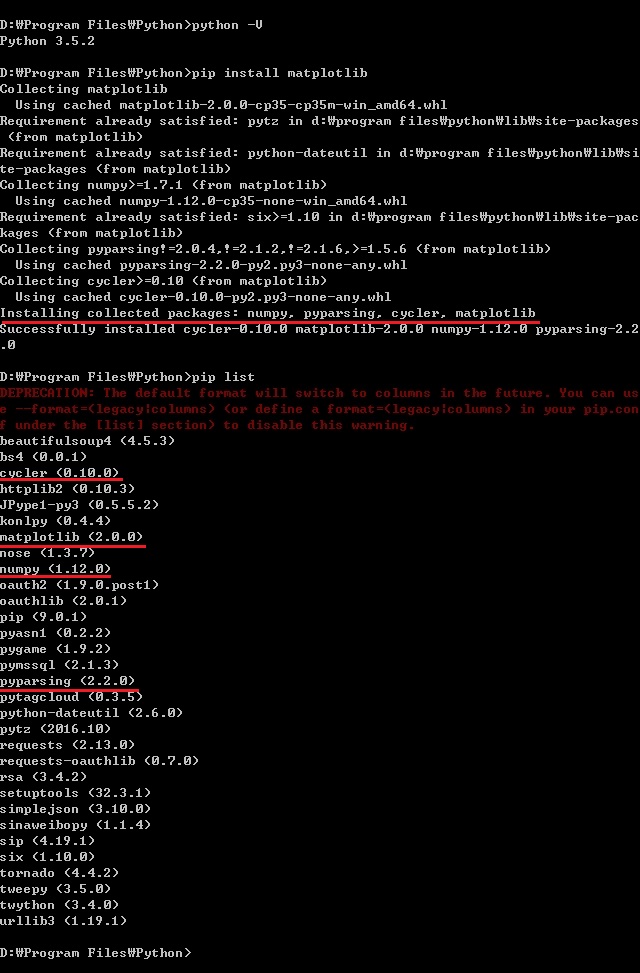 D:₩Program Files₩Python>python -V
Python 3.5.2
D:₩Program Files₩Python>pip install matplotlib
Collecting matplotlib
  Using cached matplotlib-2.0.0-cp35-cp35m-win_amd64.whl
Requirement already satisfied: pytz in d:₩program files₩python₩lib₩site-packages
 (from matplotlib)
Requirement already satisfied: python-dateutil in d:₩program files₩python₩lib₩si
te-packages (from matplotlib)
Collecting numpy>=1.7.1 (from matplotlib)
  Using cached numpy-1.12.0-cp35-none-win_amd64.whl
Requirement already satisfied: six>=1.10 in d:₩program files₩python₩lib₩site-pac
kages (from matplotlib)
Collecting pyparsing!=2.0.4,!=2.1.2,!=2.1.6,>=1.5.6 (from matplotlib)
  Using cached pyparsing-2.2.0-py2.py3-none-any.whl
Collecting cycler>=0.10 (from matplotlib)
  Using cached cycler-0.10.0-py2.py3-none-any.whl
Installing collected packages: numpy, pyparsing, cycler, matplotlib
Successfully installed cycler-0.10.0 matplotlib-2.0.0 numpy-1.12.0 pyparsing-2.2
.0
D:₩Program Files₩Python>pip list
DEPRECATION: The default format will switch to columns in the future. You can us
e --format=(legacy|columns) (or define a format=(legacy|columns) in your pip.con
f under the [list] section) to disable this warning.
beautifulsoup4 (4.5.3)
bs4 (0.0.1)
cycler (0.10.0)
httplib2 (0.10.3)
JPype1-py3 (0.5.5.2)
konlpy (0.4.4)
matplotlib (2.0.0)
nose (1.3.7)
numpy (1.12.0)
oauth2 (1.9.0.post1)
oauthlib (2.0.1)
pip (9.0.1)
pyasn1 (0.2.2)
pygame (1.9.2)
pymssql (2.1.3)
pyparsing (2.2.0)
pytagcloud (0.3.5)
python-dateutil (2.6.0)
pytz (2016.10)
requests (2.13.0)
requests-oauthlib (0.7.0)
rsa (3.4.2)
setuptools (32.3.1)
simplejson (3.10.0)
sinaweibopy (1.1.4)
sip (4.19.1)
six (1.10.0)
tornado (4.4.2)
tweepy (3.5.0)
twython (3.4.0)
urllib3 (1.19.1)
D:₩Program Files₩Python>